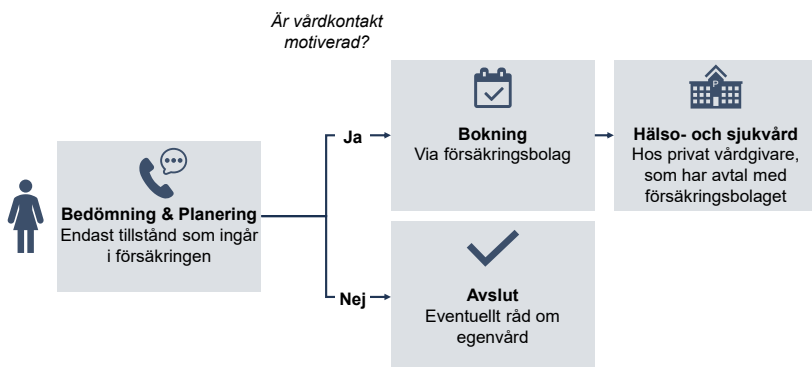 Är vårdkontakt
motiverad?
Bedömning & Planering
Endast tillstånd som ingår
i försäkringen
Ja
Bokning
Via försäkringsbolag
P
Hälso- och sjukvård
Hos privat vårdgivare,
som har avtal med
försäkringsbolaget
Nej
Avslut
Eventuellt råd om
egenvård